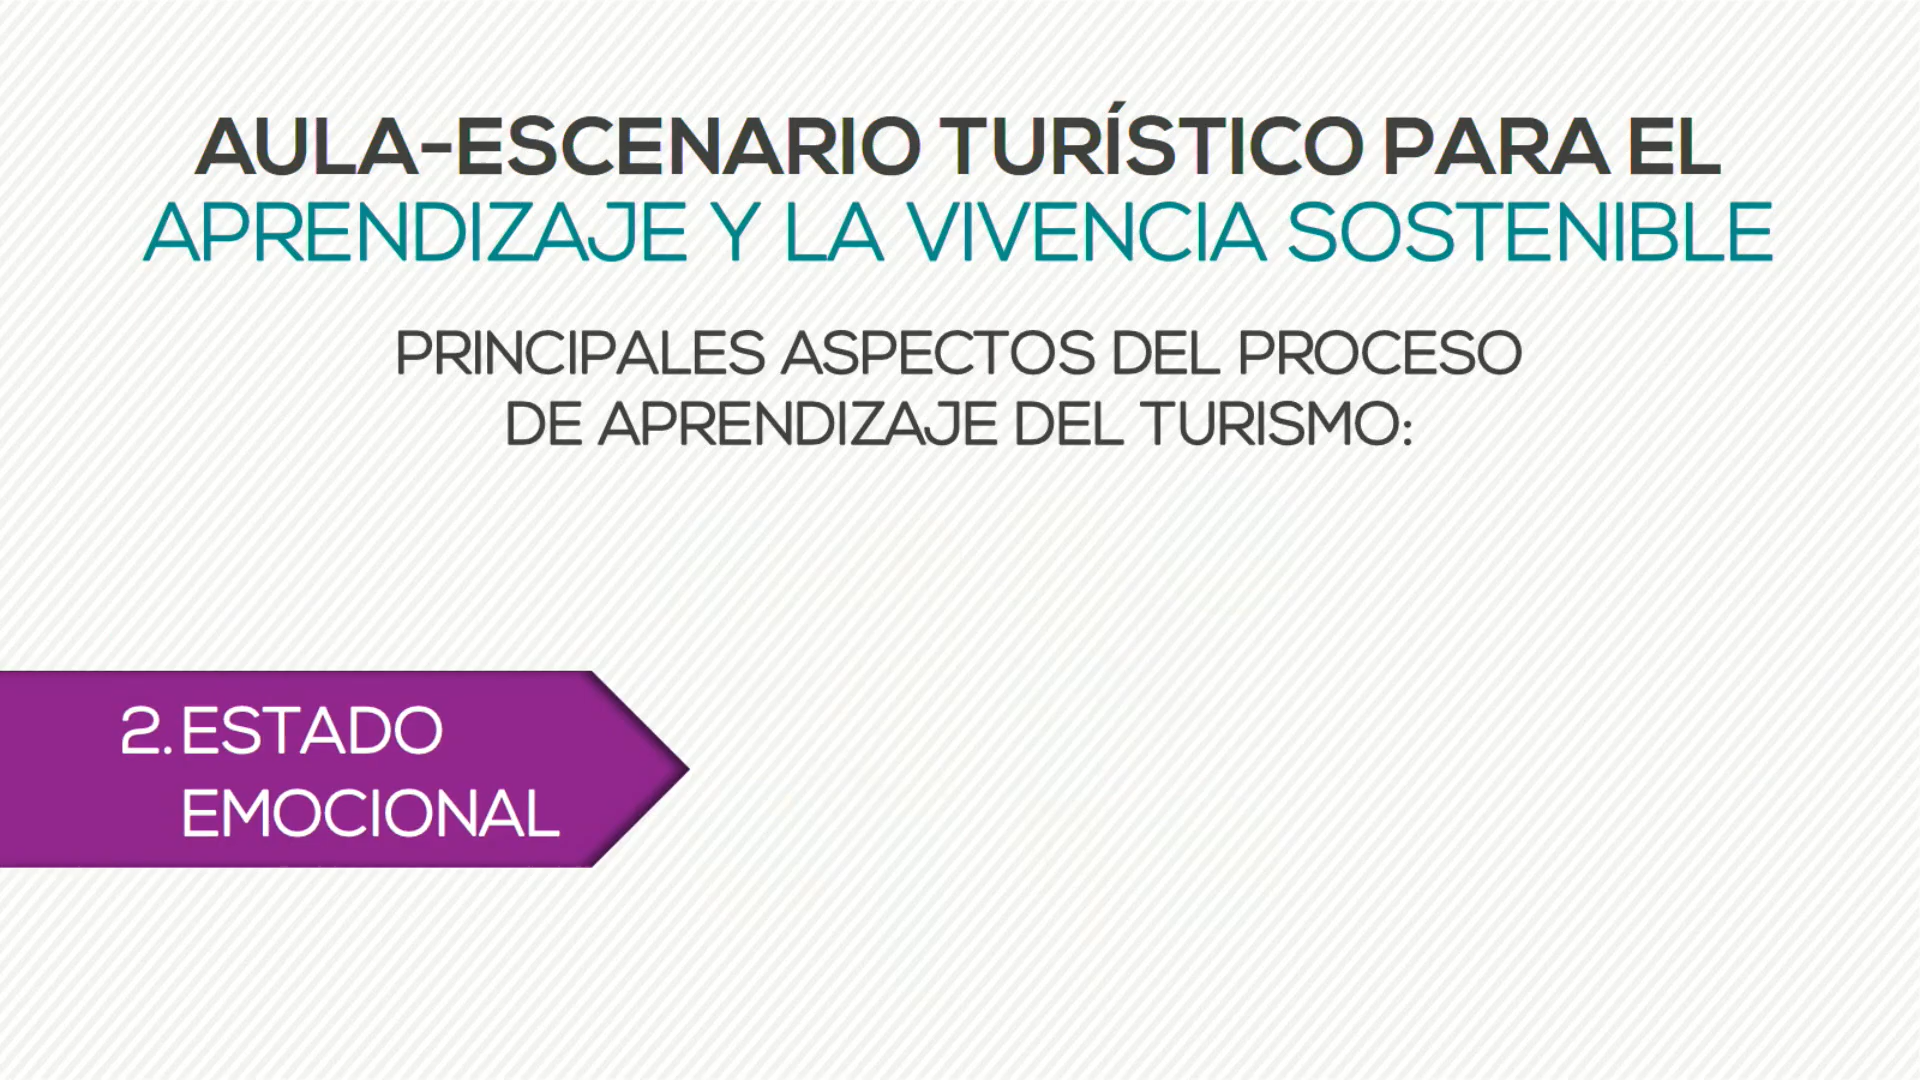 AULA-ESCENARIO TURÍSTICO PARA EL
APRENDIZAJE Y LA VIVENCIA SOSTENIBLE
PRINCIPALES ASPECTOS DEL PROCESO
DE APRENDIZAJE DEL TURISMO:
2. ESTADO
EMOCIONAL